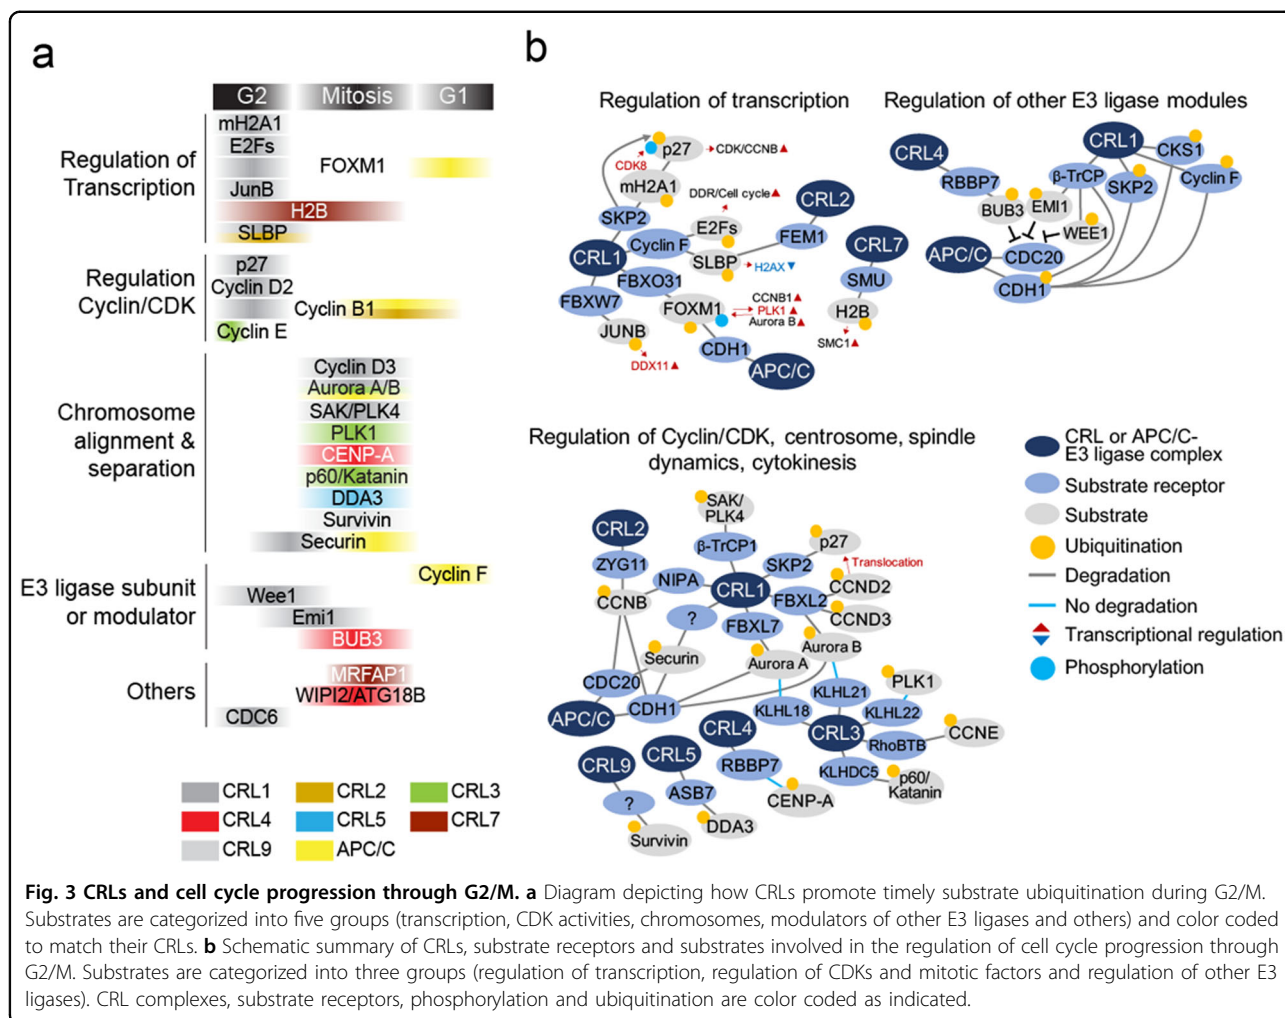 a
G2 Mitosis G1
Regulation of
Transcription
mH2A1
E2Fs
FOXM1
JunB
H2B
SLBP
Regulation
Cyclin/CDK
p27
Cyclin D2
Cyclin B1
Cyclin E
Chromosome
alignment &
separation
Cyclin D3
Aurora A/B
SAK/PLK4
PLK1
CENP-A
p60/Katanin
DDA3
Survivin
Securin
E3 ligase subunit
or modulator
Cyclin F
Wee1
Emi1
BUB3
Others
MRFAP1
WIPI2/ATG18B
CDC6
CRL1 CRL2 CRL3
CRL4 CRL5 CRL7
CRL9 APC/C
b
Regulation of transcription
p27
CDK/CCNB
CDK8
mH2A1
DDR/Cell cycle
SKP2
E2Fs
CRL2
Cyclin F
FEM1
CRL1
SLBP
H2AX
CRL7
FBXO31
SMU
FBXW7
FOXM1
CCNB1
PLK1
Aurora B
H2B
JUNB
CDH1
SMC1
DDX11
APC/C
Regulation of other E3 ligase modules
CRL4
CRL1
CKS1
RBBP7
β-TrCP
SKP2
Cyclin F
BUB3
EMI1
WEE1
APC/C
CDC20
CDH1
Regulation of Cyclin/CDK, centrosome, spindle
dynamics, cytokinesis
SAK/
PLK4
CRL2
β-TrCP1
p27
ZYG11
SKP2
Translocation
NIPA
CRL1
CCND2
CCNB
FBXL2
?
FBXL7
CCND3
Securin
Aurora A
Aurora B
CDC20
KLHL21
PLK1
APC/C
CDH1
KLHL18
KLHL22
CRL4
CRL3
CCNE
CRL9
CRL5
RBBP7
RhoBTB
KLHDC5
p60/
Katanin
?
ASB7
CENP-A
Survivin
DDA3
CRL or APC/C-
E3 ligase complex
Substrate receptor
Substrate
Ubiquitination
Degradation
No degradation
Transcriptional regulation
Phosphorylation
Fig. 3 CRLs and cell cycle progression through G2/M. a Diagram depicting how CRLs promote timely substrate ubiquitination during G2/M.
Substrates are categorized into five groups (transcription, CDK activities, chromosomes, modulators of other E3 ligases and others) and color coded
to match their CRLs. b Schematic summary of CRLs, substrate receptors and substrates involved in the regulation of cell cycle progression through
G2/M. Substrates are categorized into three groups (regulation of transcription, regulation of CDKs and mitotic factors and regulation of other E3
ligases). CRL complexes, substrate receptors, phosphorylation and ubiquitination are color coded as indicated.